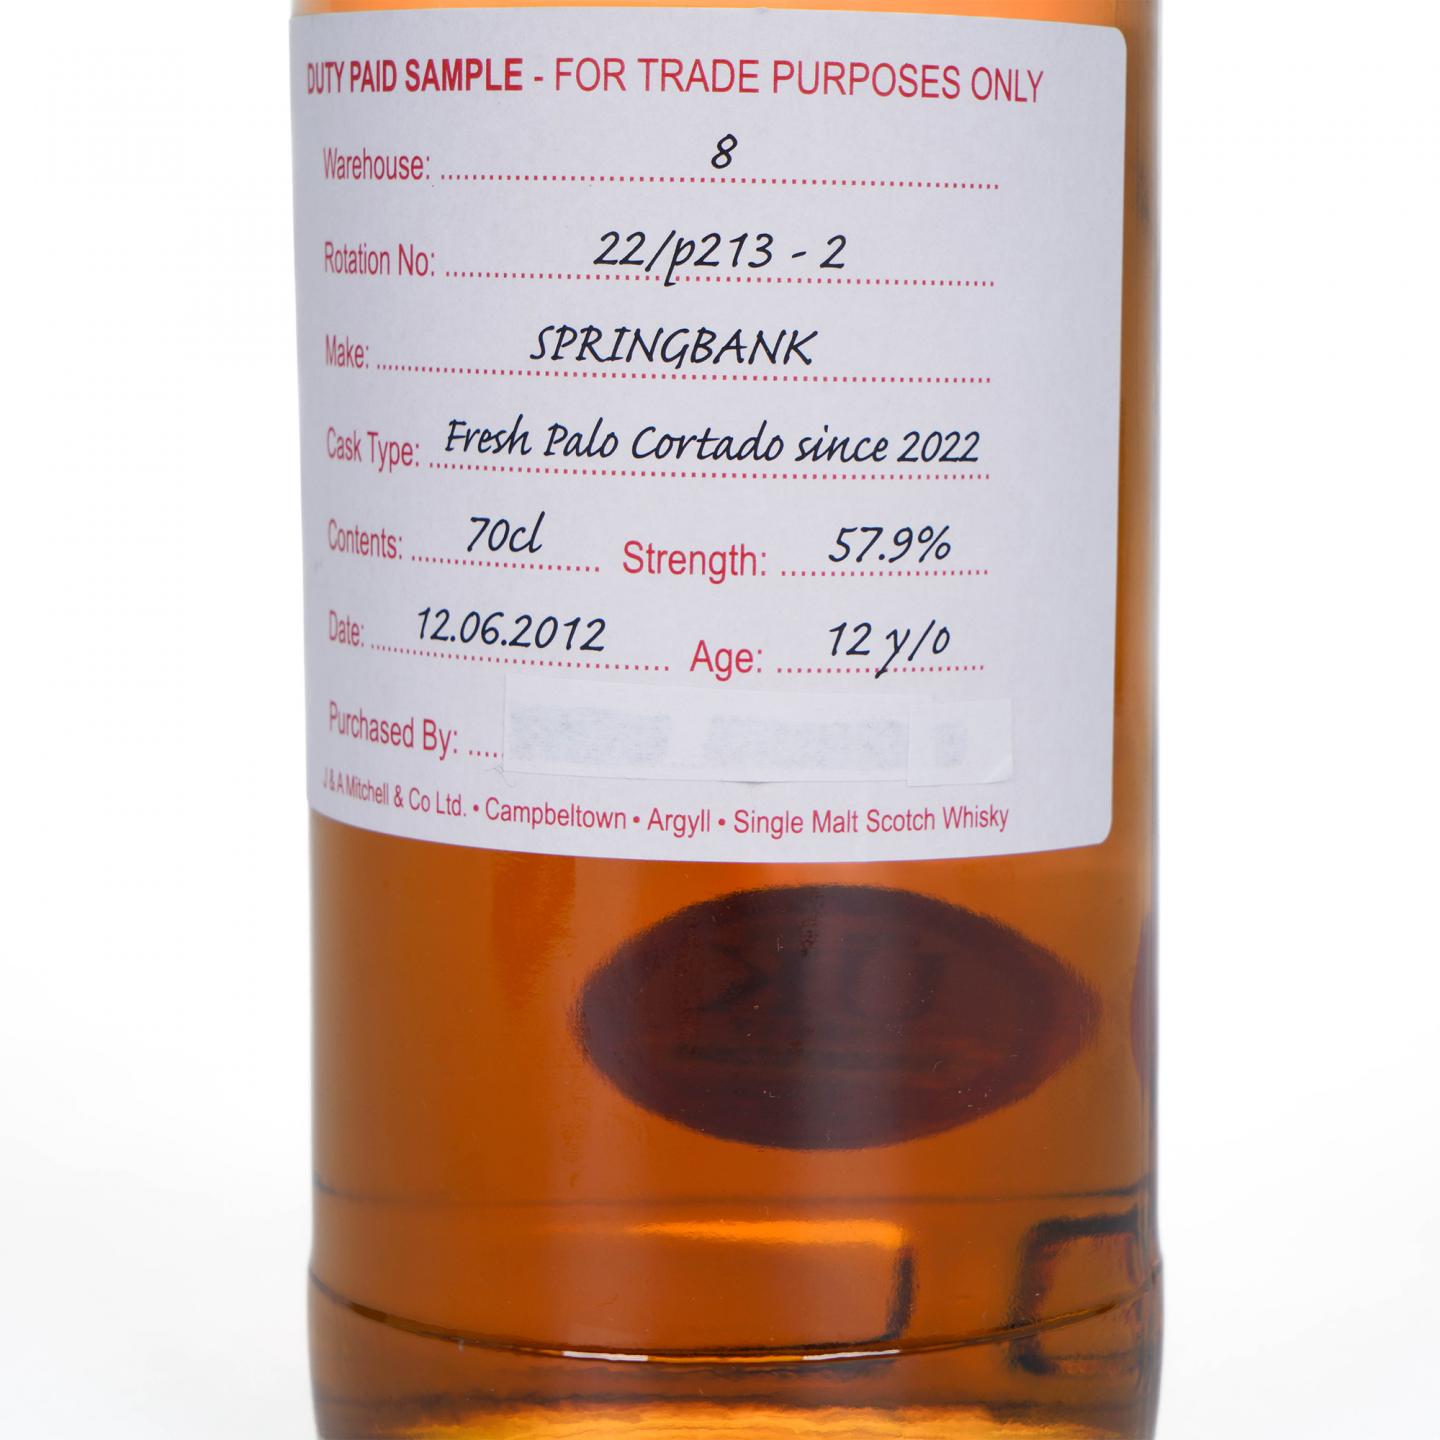 DUTY PAID SAMPLE - FOR TRADE PURPOSES ONLY
Warehouse: 8
Rotation No: 22/p213 - 2
Make: SPRINGBANK
Cask Type: Fresh Palo Cortado since 2022
Contents: 70cl Strength: 57.9%
Date: 12.06.2012 Age: 12 y/o
Purchased By:
J & A Mitchell & Co Ltd. • Campbeltown • Argyll • Single Malt Scotch Whisky